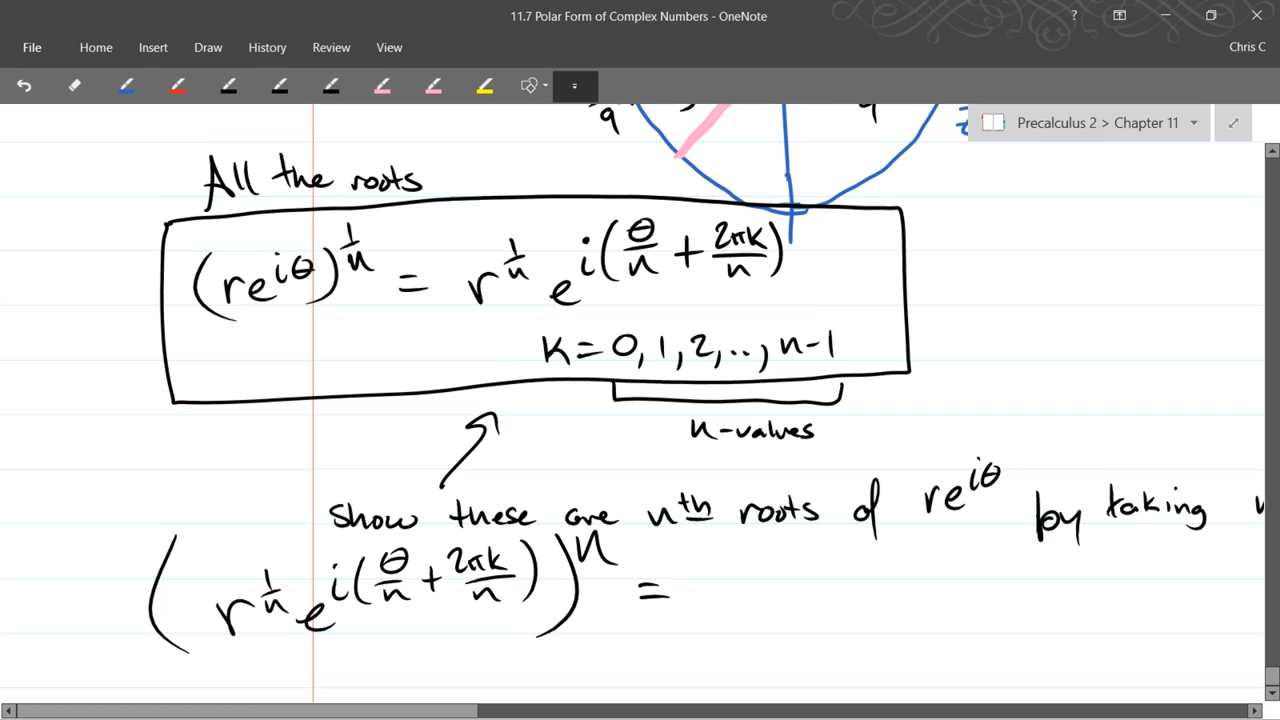 11.7 Polar Form of Complex Numbers - OneNote
?
File Home Insert Draw History Review View
Chris C
Precalculus 2 > Chapter 11
9
All the roots
(re^{iθ})^{1/n} = r^{1/n} e^{i(θ/n + 2πk/n)}
k = 0, 1, 2, .., n-1
n-values
show these are nth roots of re^{iθ} by taking
(r^{1/n} e^{i(θ/n + 2πk/n)})^n =